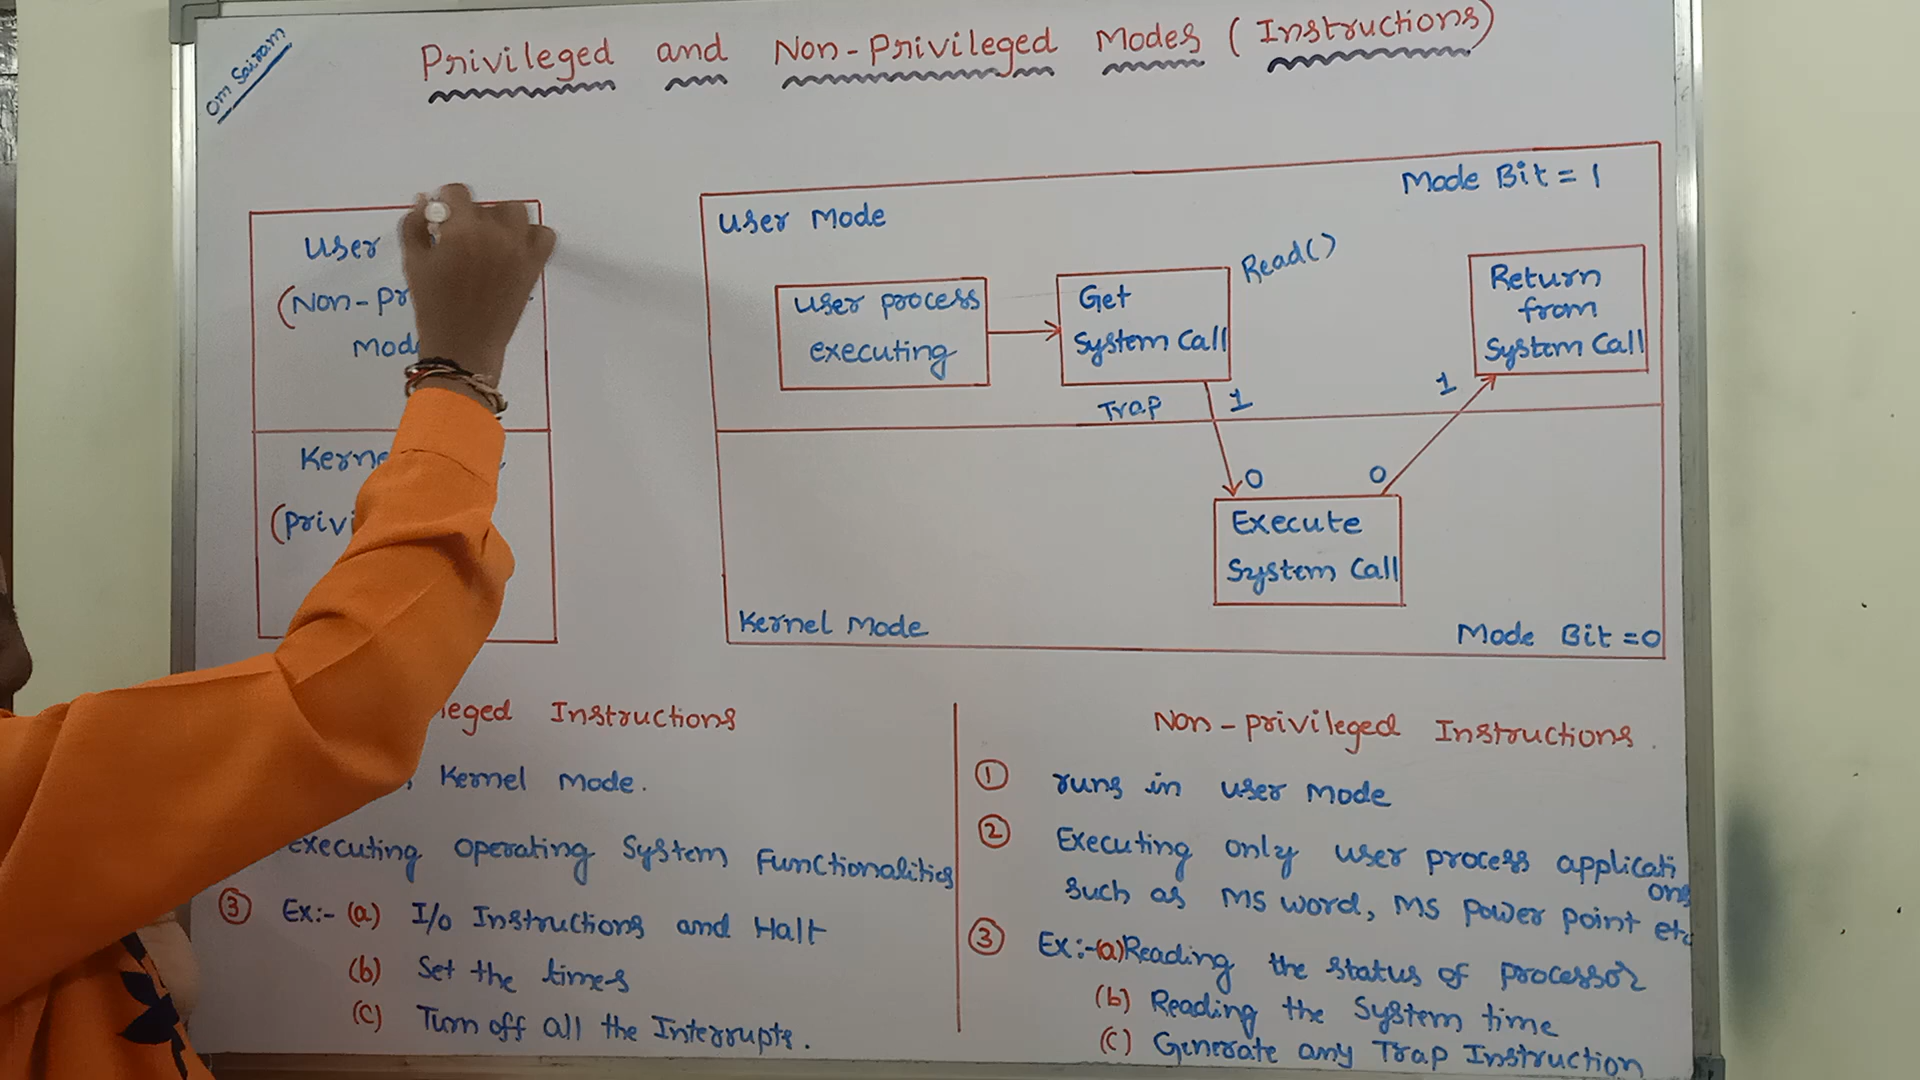 Om Sairam
Privileged and Non-Privileged Modes (Instructions)
User
(Non-Pr
Mode
Kerne
(privi
User Mode
Mode Bit = 1
User process
executing
Get
System Call
Read()
Return
from
System Call
Trap
1
1
0
0
Execute
System Call
Kernel Mode
Mode Bit = 0
leged Instructions
Kernel Mode.
Executing operating System Functionalities
③ Ex:- (a) I/o Instructions and Halt
(b) Set the times
(c) Turn off all the Interrupts.
Non-privileged Instructions.
① runs in user Mode
② Executing only user process applications
such as MS word, MS power point etc
③ Ex:-(a) Reading the status of processor
(b) Reading the System time
(c) Generate any Trap Instruction